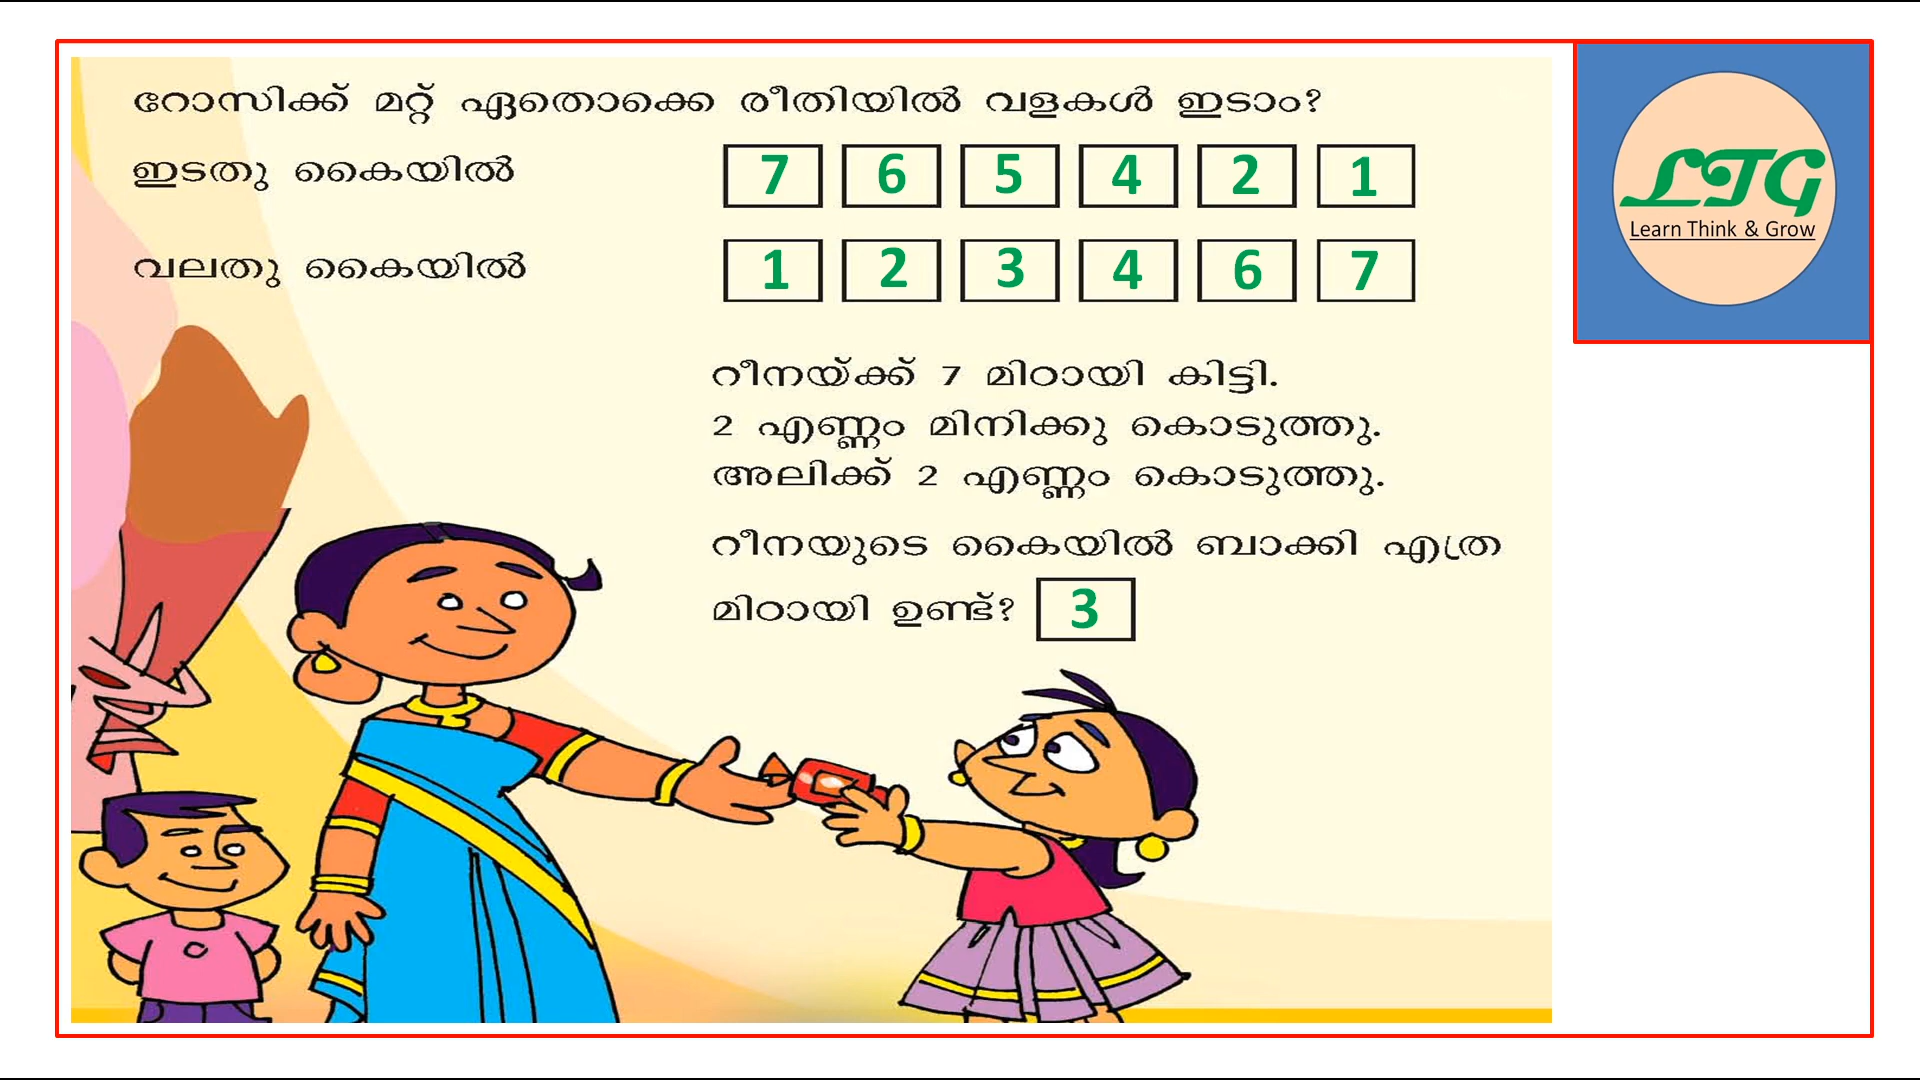 റോസിക്ക് മറ്റ് ഏതൊക്കെ രീതിയിൽ വളകൾ ഇടാം?
ഇടതു കൈയിൽ 7 6 5 4 2 1
വലതു കൈയിൽ 1 2 3 4 6 7
റീനയ്ക്ക് 7 മിഠായി കിട്ടി.
2 എണ്ണം മിനിക്കു കൊടുത്തു.
അലിക്ക് 2 എണ്ണം കൊടുത്തു.
റീനയുടെ കൈയിൽ ബാക്കി എത്ര
മിഠായി ഉണ്ട്? 3
LTG
Learn Think & Grow